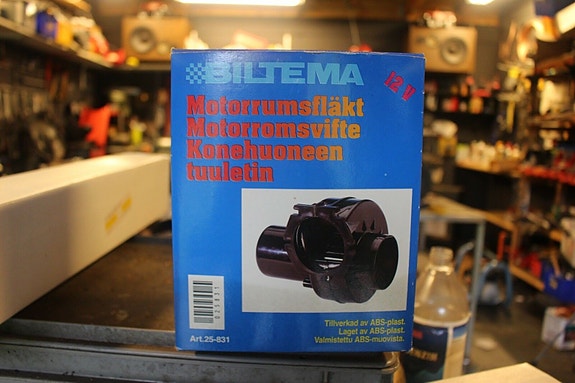 BILTEMA
12 V
Motorrumsfläkt
Motorromsvifte
Konehuoneen
tuuletin
025831
Tillverkad av ABS-plast.
Laget av ABS-plast.
Valmistettu ABS-muovista.
Art.25-831